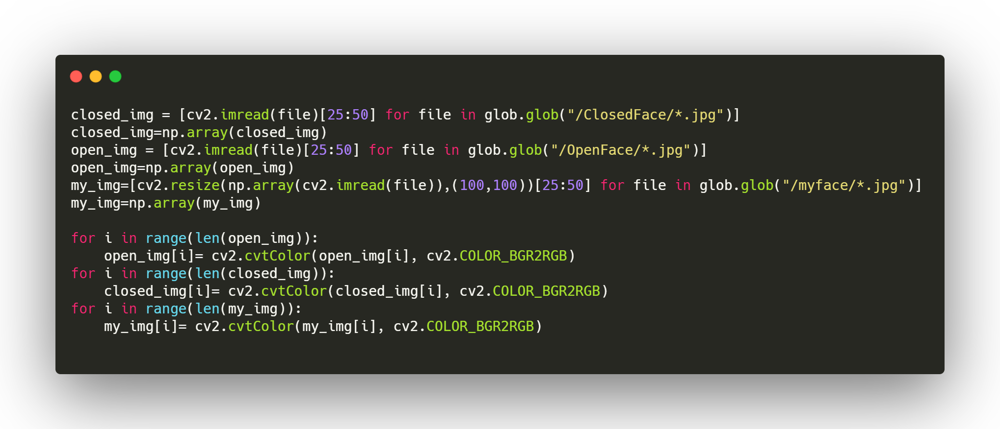 closed_img = [cv2.imread(file)[25:50] for file in glob.glob("/ClosedFace/*.jpg")]
closed_img=np.array(closed_img)
open_img = [cv2.imread(file)[25:50] for file in glob.glob("/OpenFace/*.jpg")]
open_img=np.array(open_img)
my_img=[cv2.resize(np.array(cv2.imread(file)),(100,100))[25:50] for file in glob.glob("/myface/*.jpg")]
my_img=np.array(my_img)

for i in range(len(open_img)):
    open_img[i]= cv2.cvtColor(open_img[i], cv2.COLOR_BGR2RGB)
for i in range(len(closed_img)):
    closed_img[i]= cv2.cvtColor(closed_img[i], cv2.COLOR_BGR2RGB)
for i in range(len(my_img)):
    my_img[i]= cv2.cvtColor(my_img[i], cv2.COLOR_BGR2RGB)